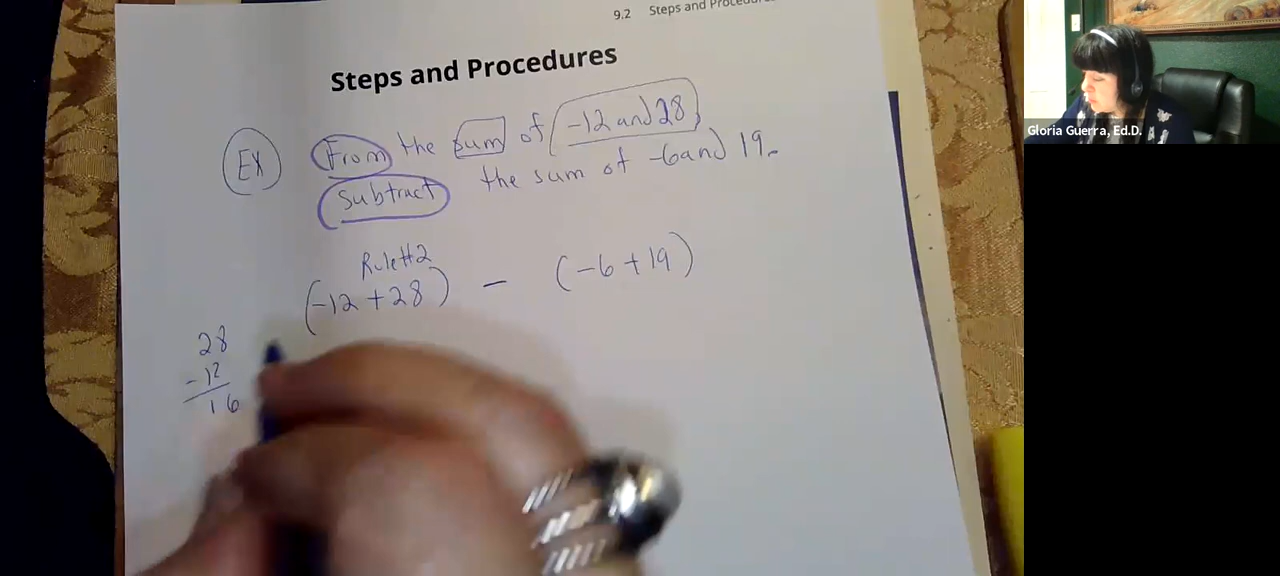 9.2 Steps and Procedures
Steps and Procedures
EX From the sum of -12 and 28
Subtract the sum of -6 and 19.
Rule#2
(-12 + 28) - (-6 + 19)
28
- 12
16
Gloria Guerra, Ed.D.